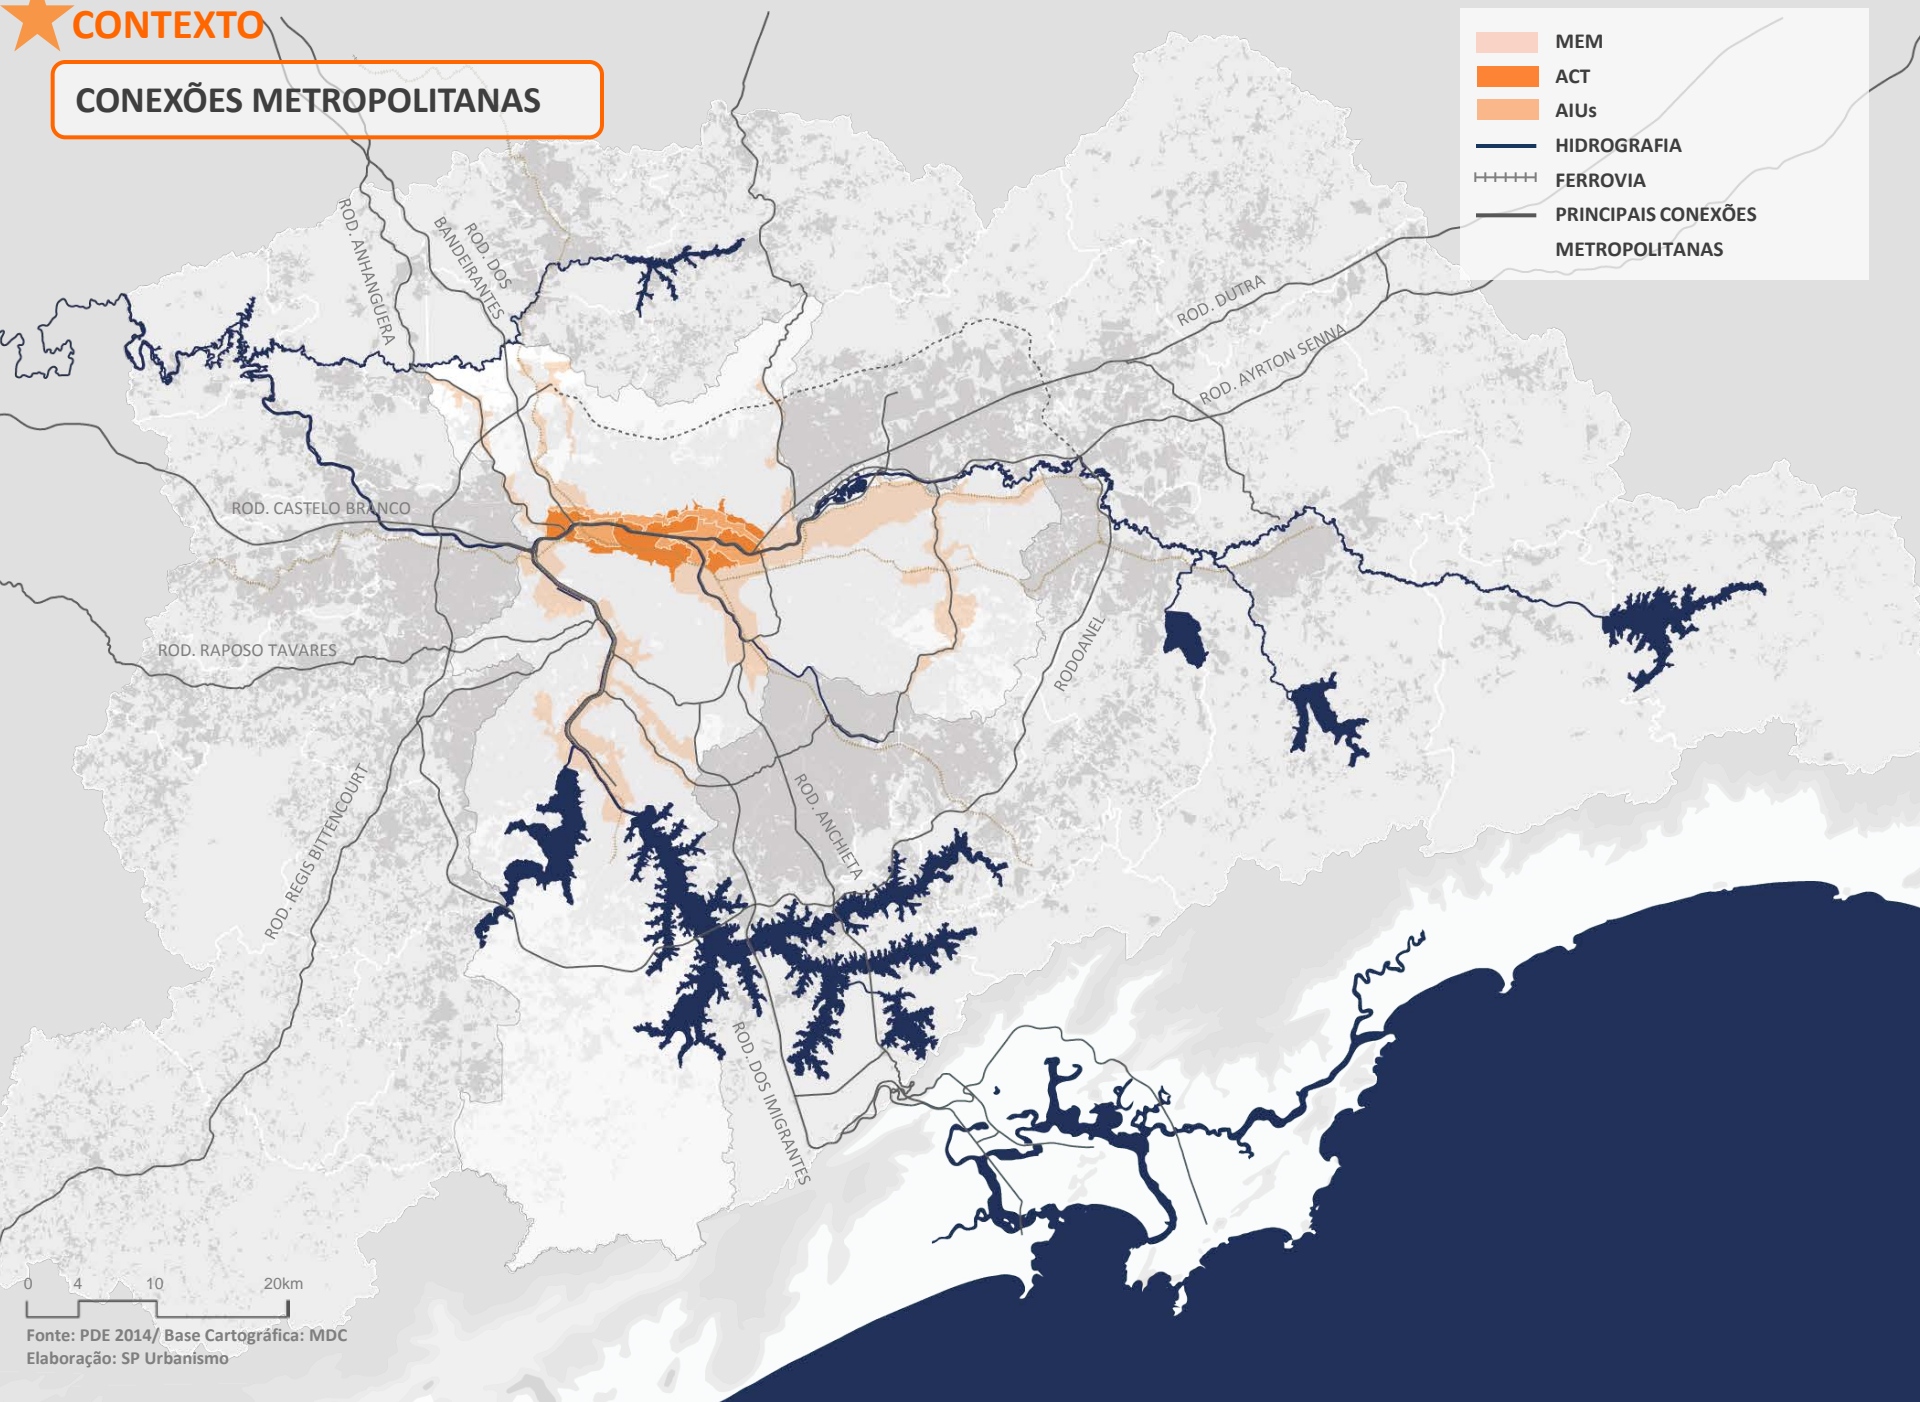 CONTEXTO
CONEXÕES METROPOLITANAS
MEM
ACT
AIUs
HIDROGRAFIA
FERROVIA
PRINCIPAIS CONEXÕES
METROPOLITANAS
ROD. ANHANGUERA
ROD. DOS
BANDEIRANTES
ROD. DUTRA
ROD. AYRTON SENNA
ROD. CASTELO BRANCO
ROD. RAPOSO TAVARES
RODOANEL
ROD. REGIS BITTENCOURT
ROD. ANCHIETA
ROD. DOS IMIGRANTES
0 4 10 20km
Fonte: PDE 2014/ Base Cartográfica: MDC
Elaboração: SP Urbanismo